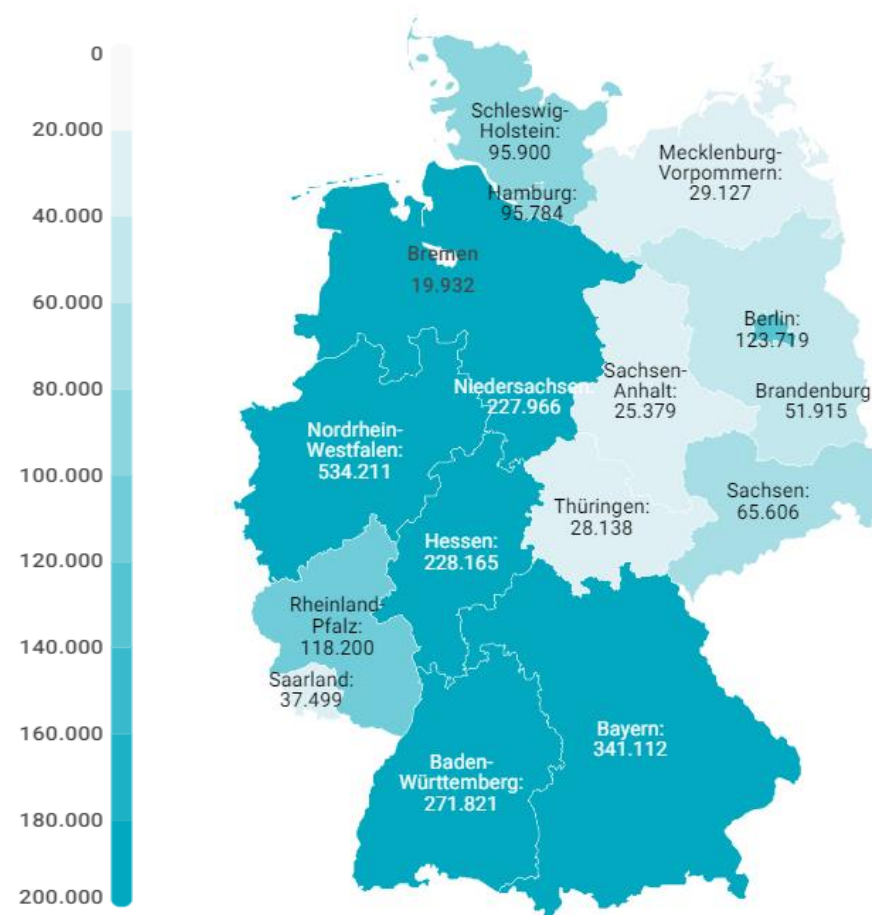 0
20.000
40.000
60.000
80.000
100.000
120.000
140.000
160.000
180.000
200.000
Schleswig-
Holstein:
95.900
Mecklenburg-
Vorpommern:
29.127
Hamburg:
95.784
Bremen
19.932
Berlin:
123.719
Niedersachsen:
227.966
Sachsen-
Anhalt:
25.379
Brandenburg
51.915
Nordrhein-
Westfalen:
534.211
Sachsen:
65.606
Thüringen:
28.138
Hessen:
228.165
Rheinland-
Pfalz:
118.200
Saarland:
37.499
Bayern:
341.112
Baden-
Württemberg:
271.821